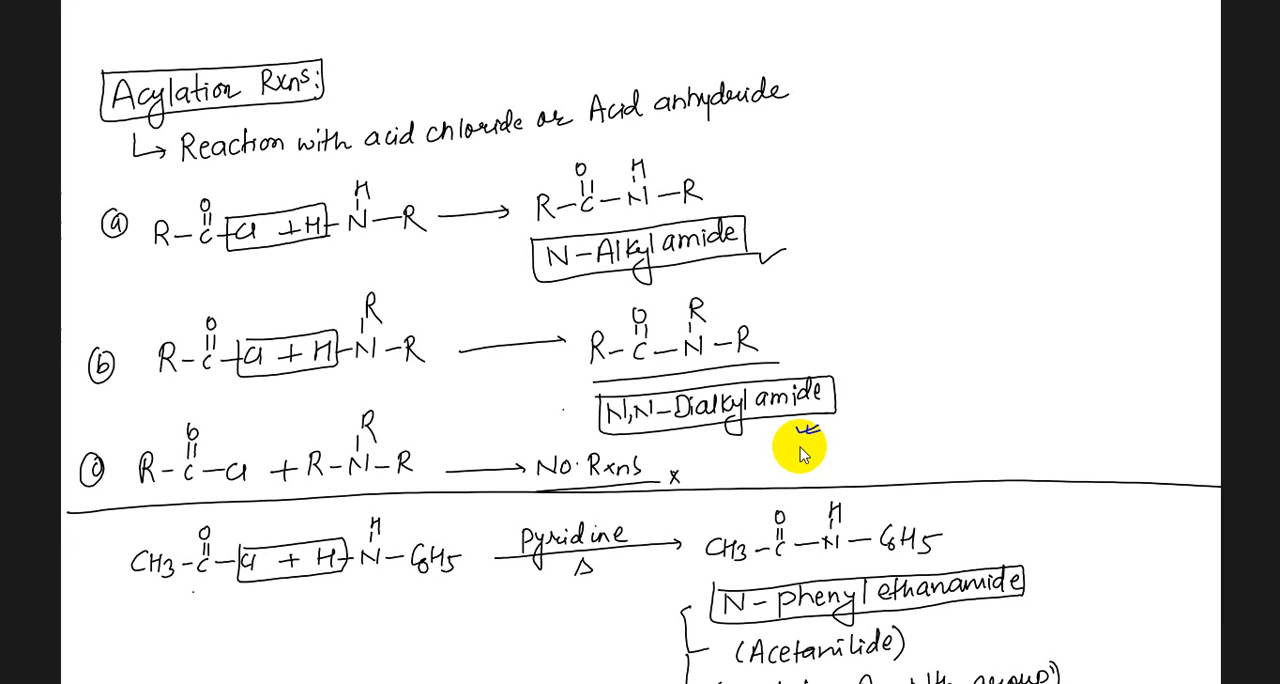 Acylation Rxns:
↳ Reaction with acid chloride or Acid anhydride
(a) R-C(=O)-Cl + H-N(H)-R ⟶ R-C(=O)-N(H)-R
N-Alkyl amide ✓
(b) R-C(=O)-Cl + H-N(R)-R ⟶ R-C(=O)-N(R)-R
N,N-Dialkyl amide
(c) R-C(=O)-Cl + R-N(R)-R ⟶ No. Rxns x
CH3-C(=O)-Cl + H-N(H)-C6H5 pyridine Δ ⟶ CH3-C(=O)-N(H)-C6H5
N-phenyl ethanamide
(Acetanilide)